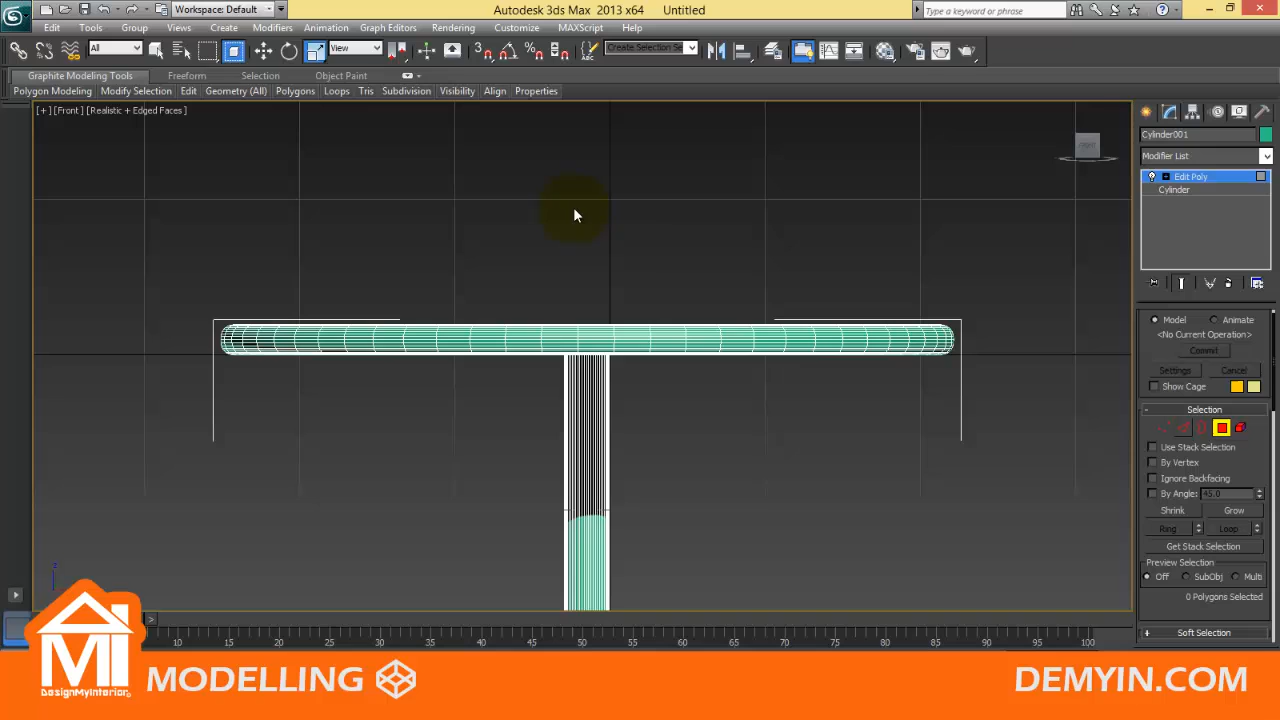 Workspace: Default
Autodesk 3ds Max 2013 x64
Untitled
Type a keyword or phrase
Edit Tools Group Views Create Modifiers Animation Graph Editors Rendering Customize MAXScript Help
All
View
Create Selection Se
Graphite Modeling Tools Freeform Selection Object Paint
Polygon Modeling Modify Selection Edit Geometry (All) Polygons Loops Tris Subdivision Visibility Align Properties
[+] [Front] [Realistic + Edged Faces]
FRONT
Cylinder001
Modifier List
Edit Poly
Cylinder
Model Animate
<No Current Operation>
Commit
Settings Cancel
Show Cage
- Selection
Use Stack Selection
By Vertex
Ignore Backfacing
By Angle: 45.0
Shrink Grow
Ring Loop
Get Stack Selection
Preview Selection
Off SubObj Multi
0 Polygons Selected
+ Soft Selection
z
>
10 15 20 25 30 35 40 45 50 55 60 65 70 75 80 85 90 95 100
MI
DesignMyInterior
MODELLING
DEMYIN.COM